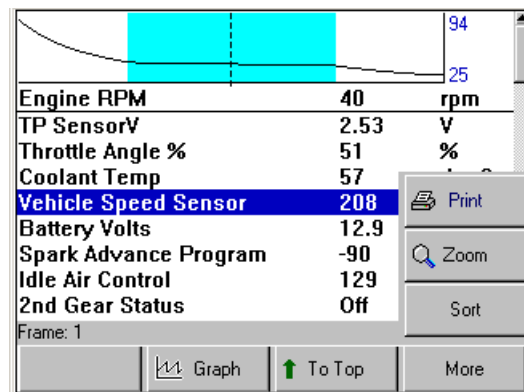 94
25
Engine RPM 40 rpm
TP SensorV 2.53 V
Throttle Angle % 51 %
Coolant Temp 57
Vehicle Speed Sensor 208
Battery Volts 12.9
Spark Advance Program -90
Idle Air Control 129
2nd Gear Status Off
Print
Zoom
Sort
Frame: 1
Graph To Top More